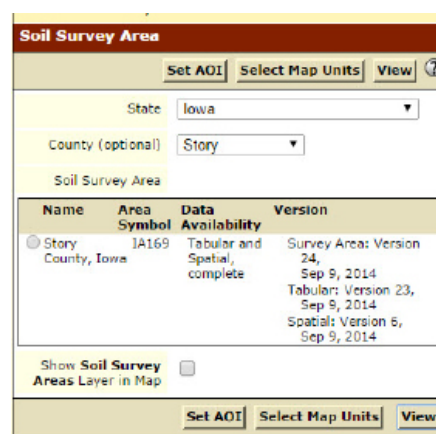 Soil Survey Area
Set AOI Select Map Units View
State Iowa
County (optional) Story
Soil Survey Area
Name Area Symbol Data Availability Version
Story County, Iowa IA169 Tabular and Spatial, complete Survey Area: Version 24, Sep 9, 2014
Tabular: Version 23, Sep 9, 2014
Spatial: Version 6, Sep 9, 2014
Show Soil Survey
Areas Layer in Map
Set AOI Select Map Units View